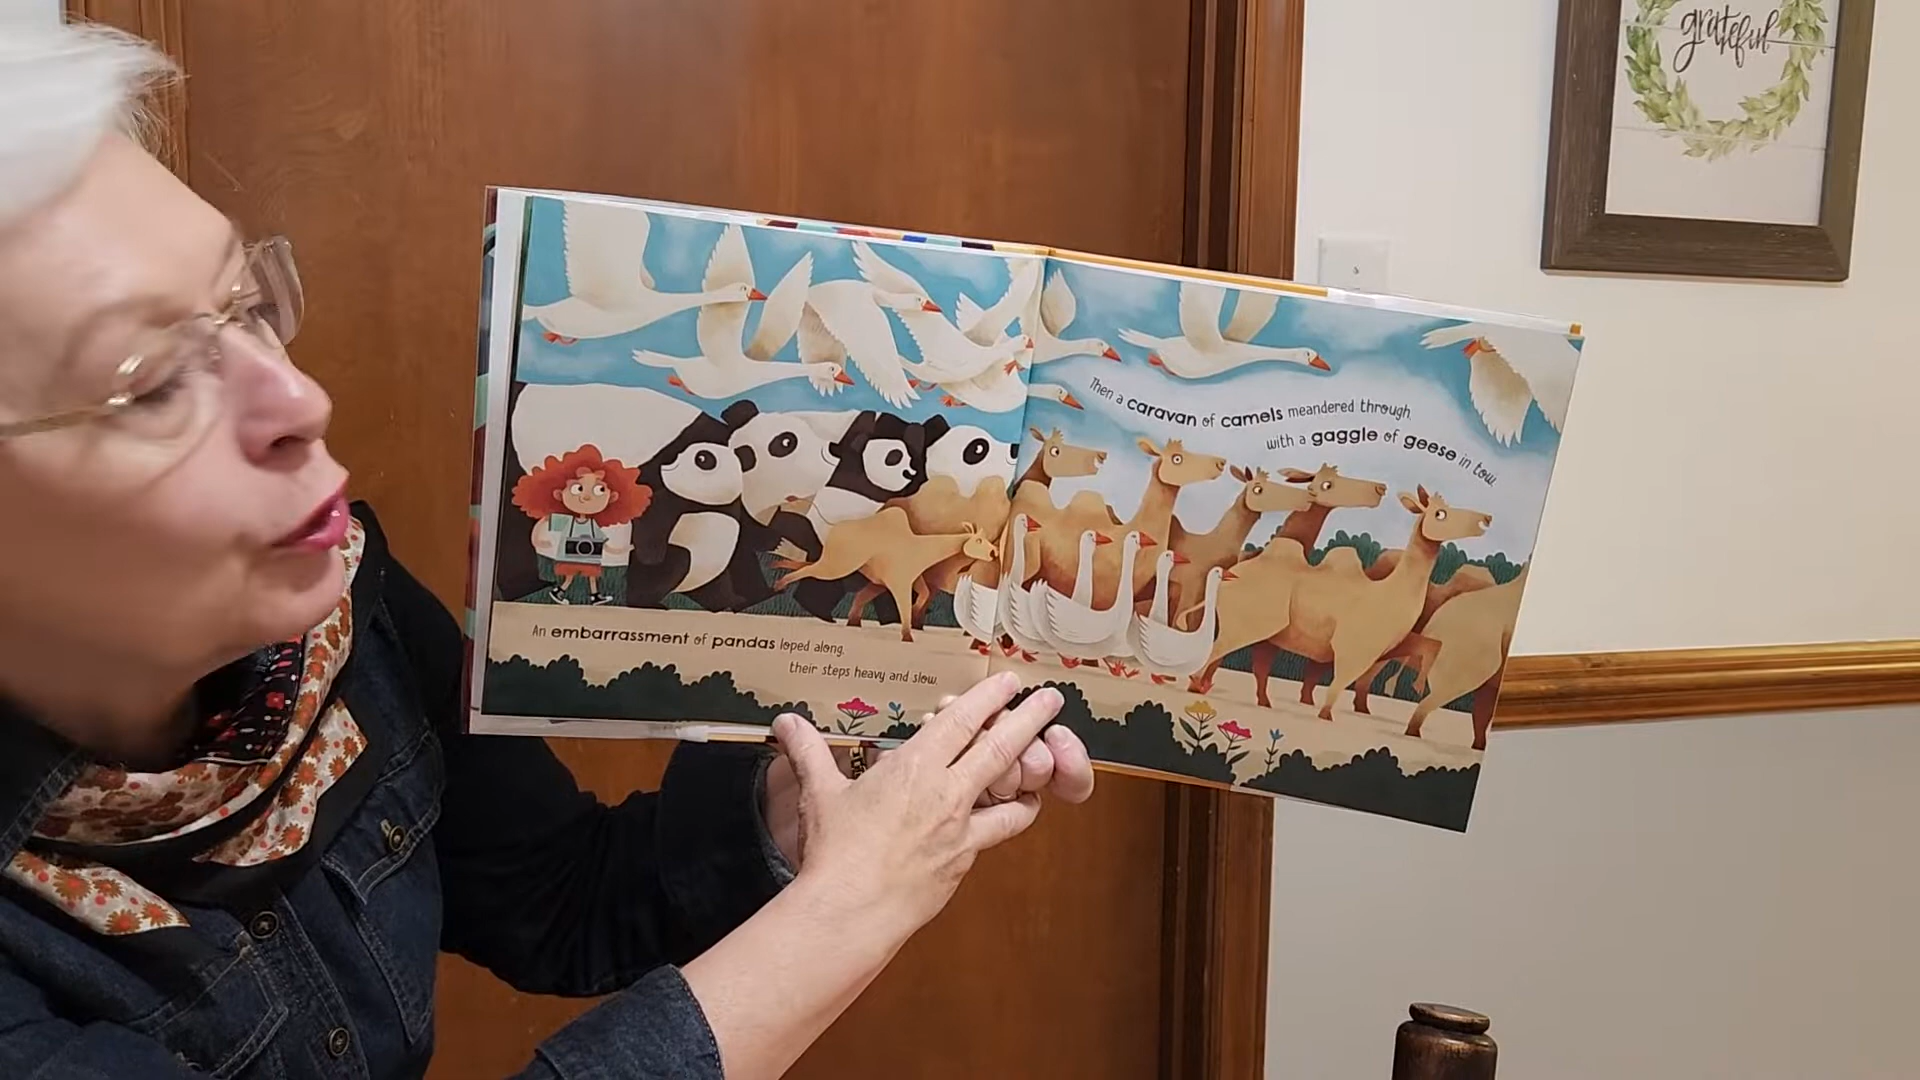 grateful
An embarrassment of pandas loped along,
their steps heavy and slow.
Then a caravan of camels meandered through,
with a gaggle of geese in tow.